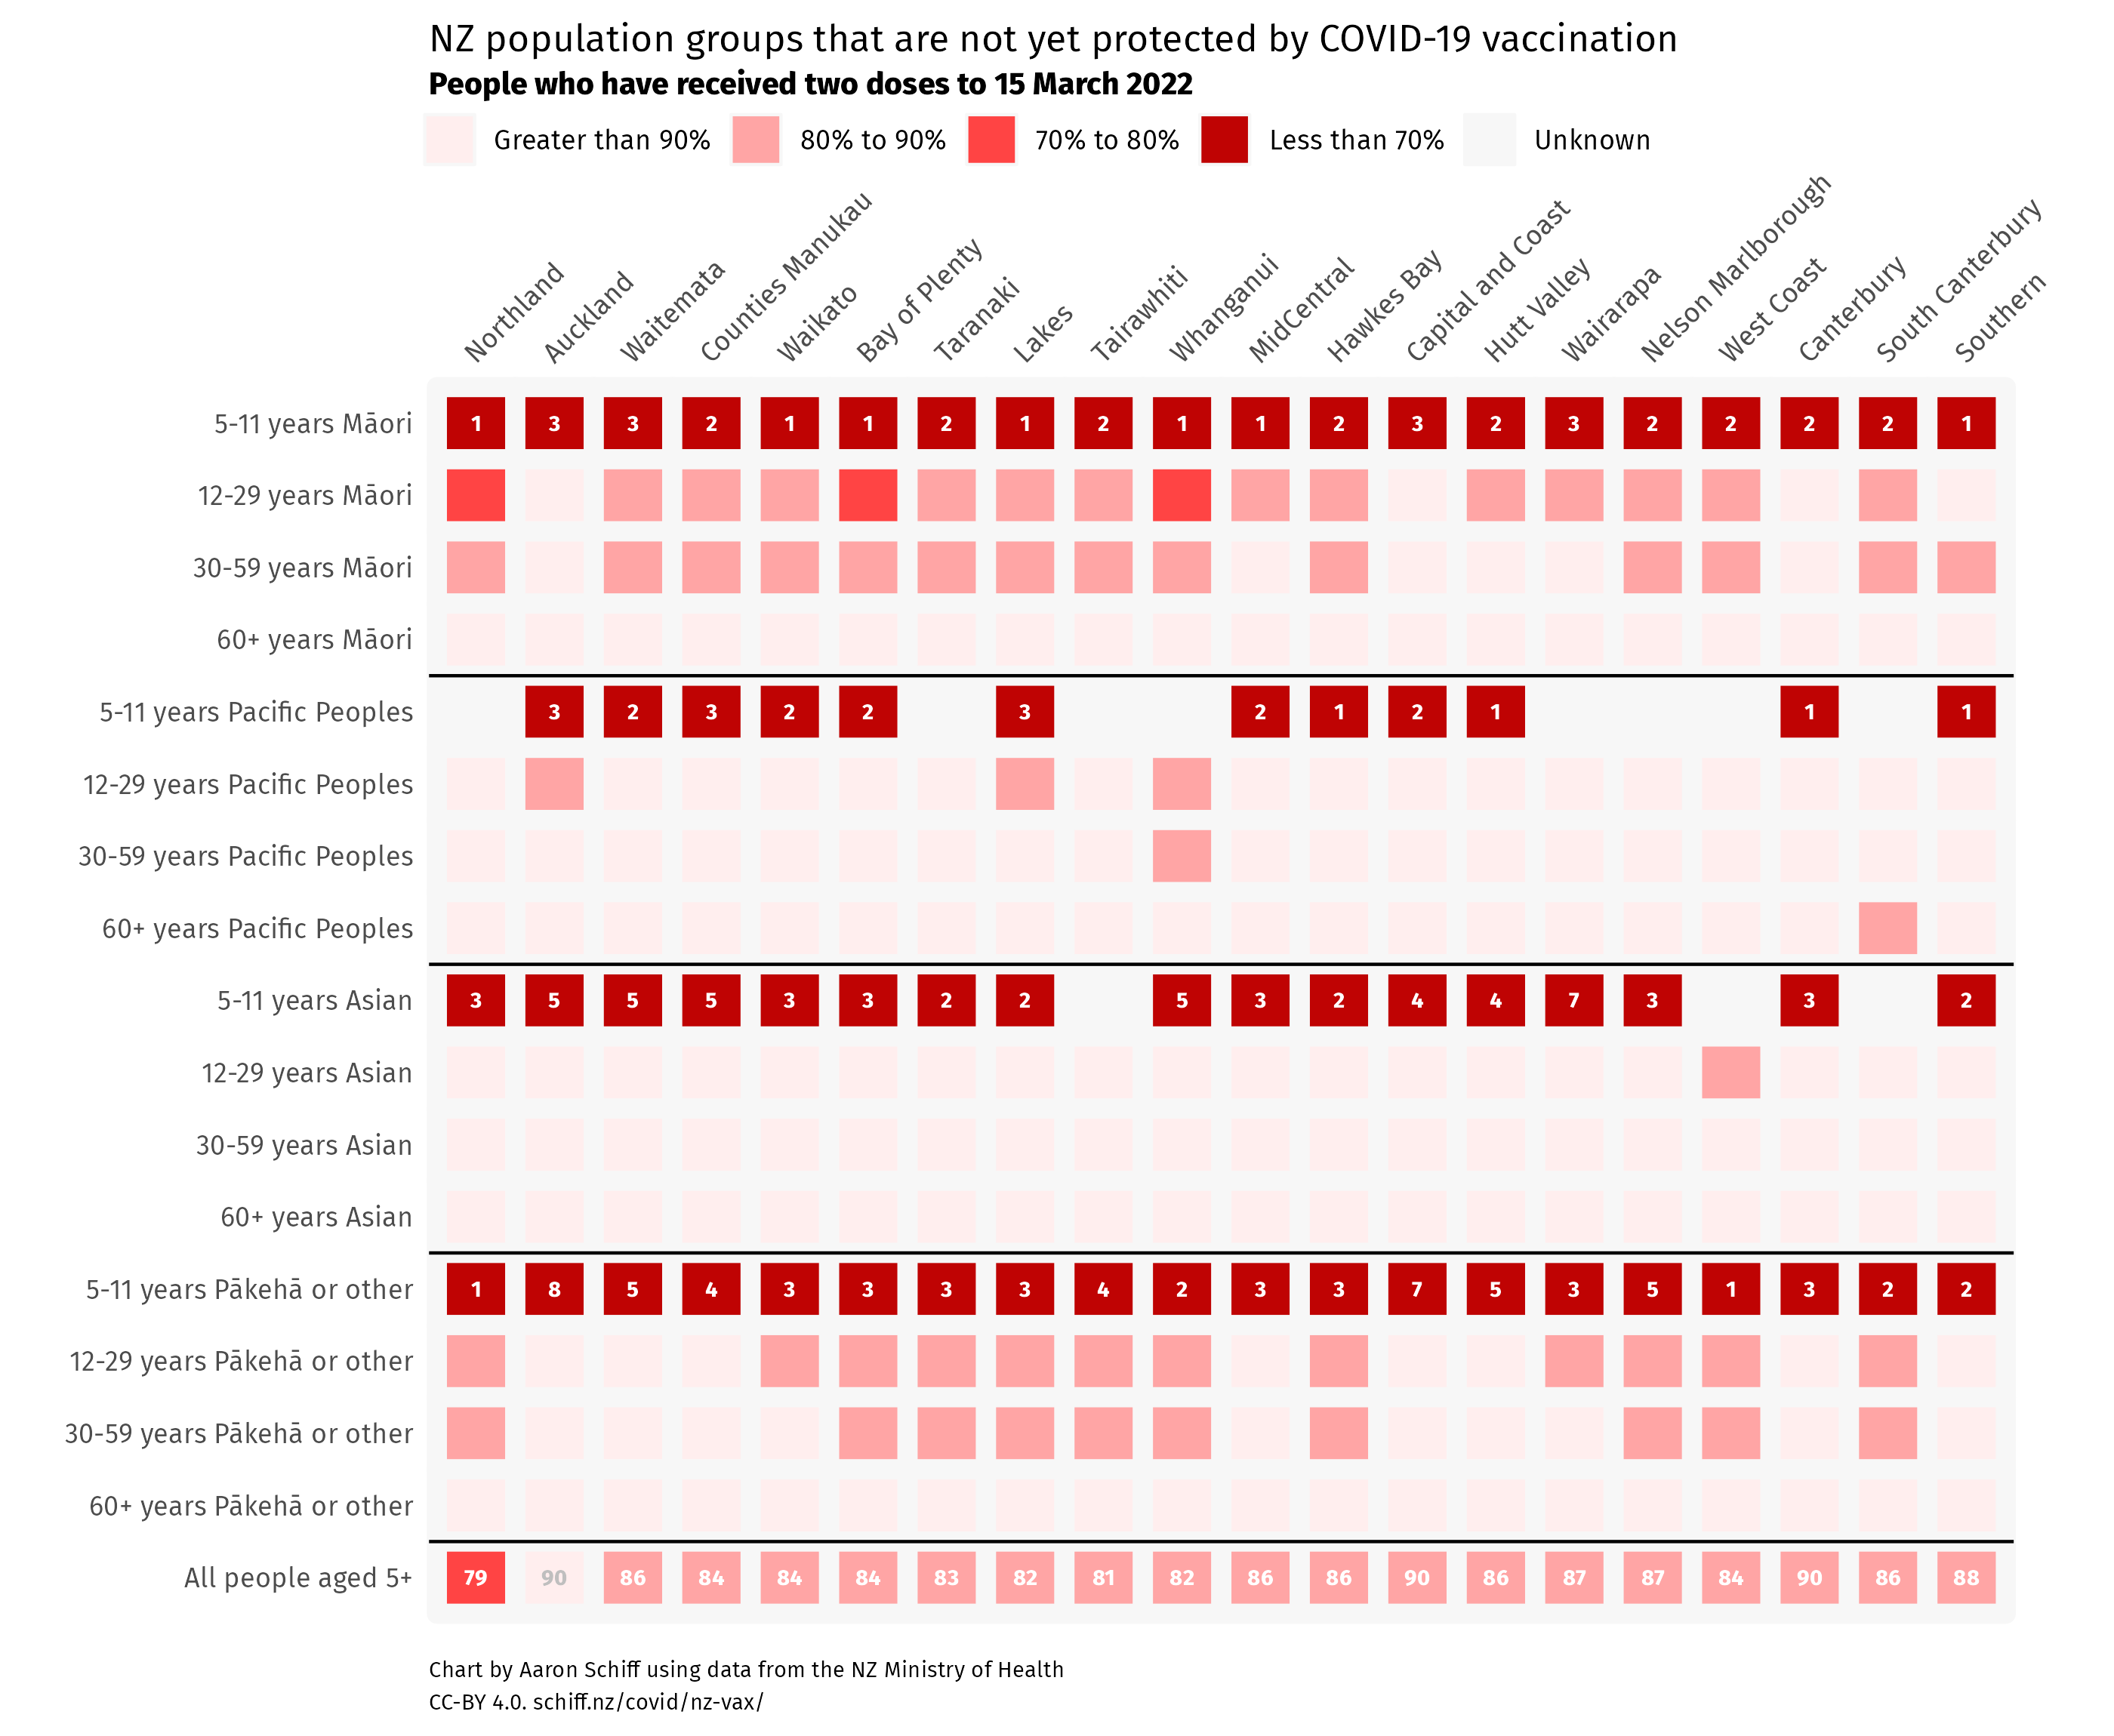 NZ population groups that are not yet protected by COVID-19 vaccination
People who have received two doses to 15 March 2022
Greater than 90% 80% to 90% 70% to 80% Less than 70% Unknown
Northland Auckland Waitemata Counties Manukau Waikato Bay of Plenty Taranaki Lakes Tairawhiti Whanganui MidCentral Hawkes Bay Capital and Coast Hutt Valley Wairarapa Nelson Marlborough West Coast Canterbury South Canterbury Southern
5-11 years Māori 1 3 3 2 1 1 2 1 2 1 1 2 3 2 3 2 2 2 2 1
12-29 years Māori
30-59 years Māori
60+ years Māori
5-11 years Pacific Peoples 3 2 3 2 2 3 2 1 2 1 1 1
12-29 years Pacific Peoples
30-59 years Pacific Peoples
60+ years Pacific Peoples
5-11 years Asian 3 5 5 5 3 3 2 2 5 3 2 4 4 7 3 3 2
12-29 years Asian
30-59 years Asian
60+ years Asian
5-11 years Pākehā or other 1 8 5 4 3 3 3 3 4 2 3 3 7 5 3 5 1 3 2 2
12-29 years Pākehā or other
30-59 years Pākehā or other
60+ years Pākehā or other
All people aged 5+ 79 90 86 84 84 84 83 82 81 82 86 86 90 86 87 87 84 90 86 88
Chart by Aaron Schiff using data from the NZ Ministry of Health
CC-BY 4.0. schiff.nz/covid/nz-vax/